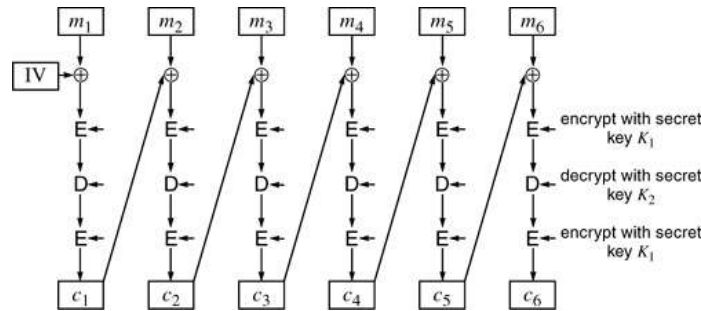 m1 m2 m3 m4 m5 m6
IV
E E E E E E encrypt with secret
key K1
D D D D D D decrypt with secret
key K2
E E E E E E encrypt with secret
key K1
c1 c2 c3 c4 c5 c6